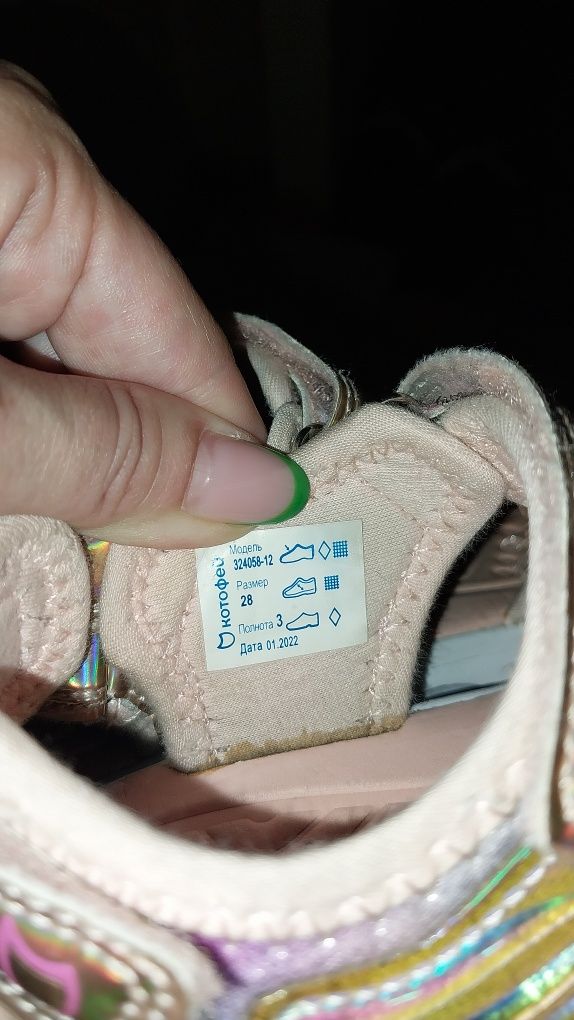 котофей
Модель
324058-12
Размер
28
Полнота 3
Дата 01.2022